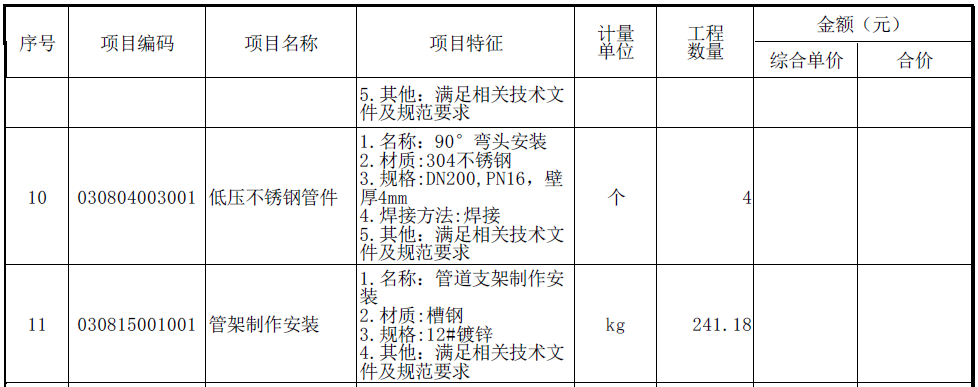 序号 项目编码 项目名称 项目特征 计量 工程 金额（元）
单位 数量 综合单价 合价
5.其他：满足相关技术文
件及规范要求
10 030804003001 低压不锈钢管件 1.名称：90°弯头安装
2.材质:304不锈钢
3.规格:DN200,PN16，壁
厚4mm
4.焊接方法:焊接
5.其他：满足相关技术文
件及规范要求
个 4
11 030815001001 管架制作安装 1.名称：管道支架制作安
装
2.材质:槽钢
3.规格:12#镀锌
4.其他：满足相关技术文
件及规范要求
kg 241.18